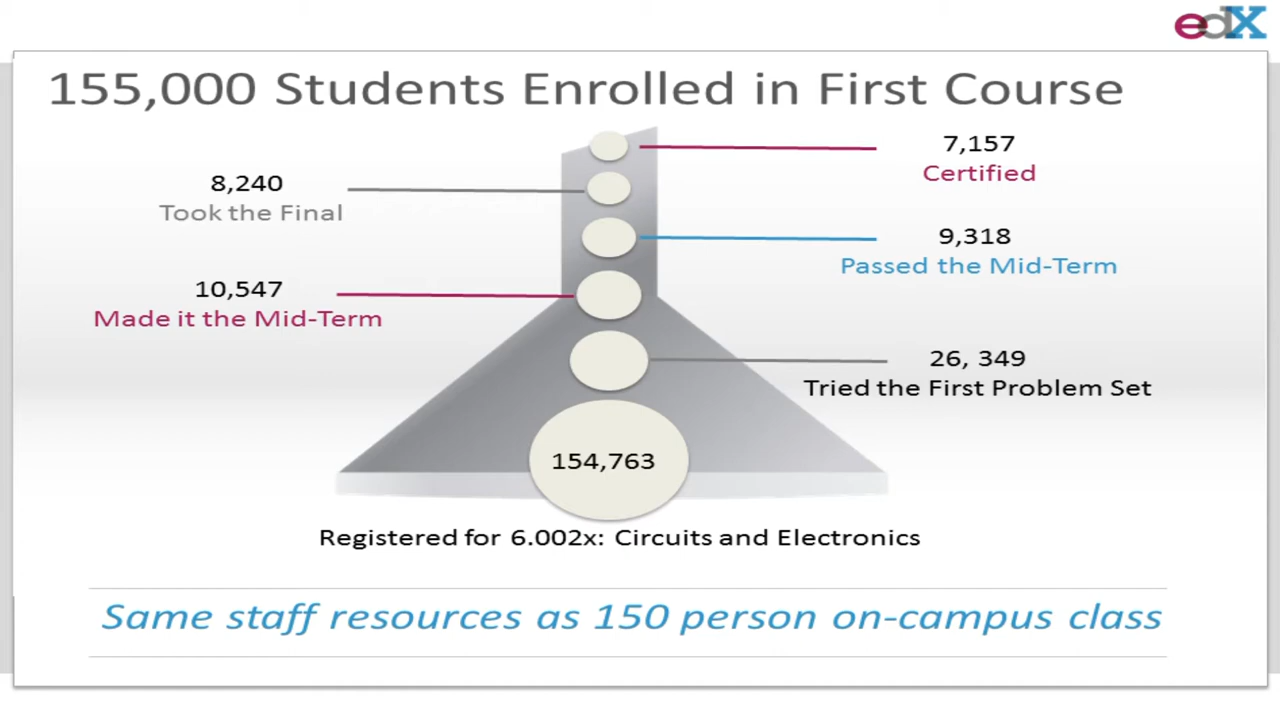 edX
155,000 Students Enrolled in First Course
7,157
Certified
8,240
Took the Final
9,318
Passed the Mid-Term
10,547
Made it the Mid-Term
26, 349
Tried the First Problem Set
154,763
Registered for 6.002x: Circuits and Electronics
Same staff resources as 150 person on-campus class